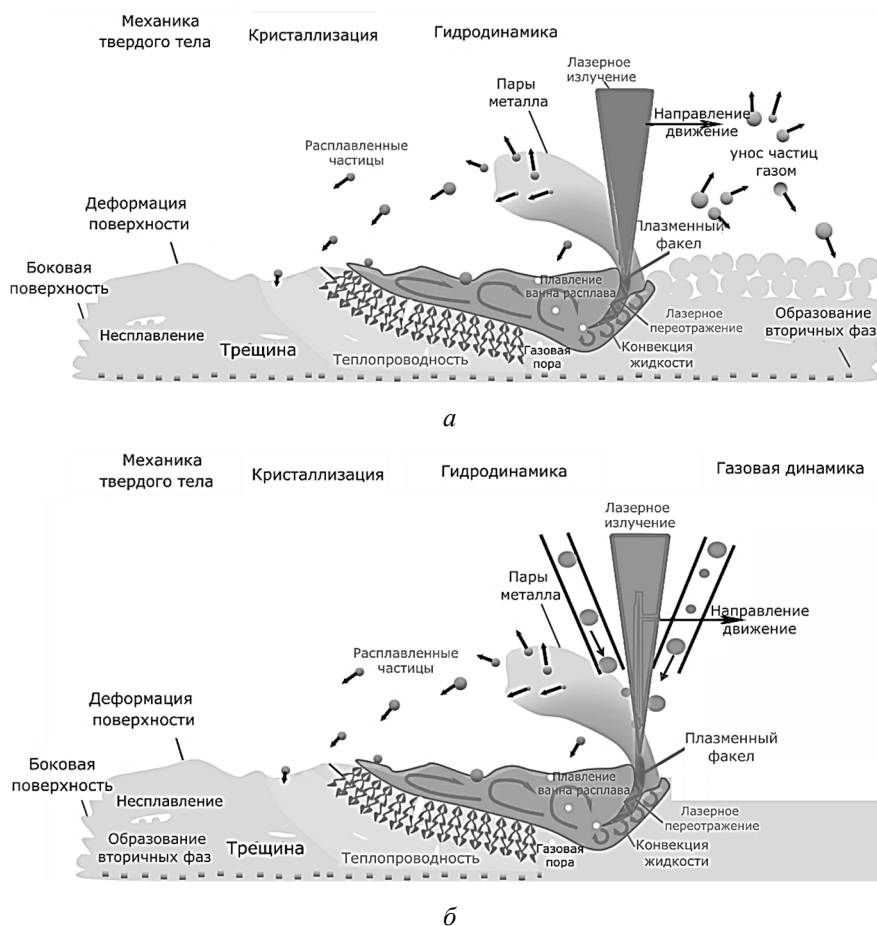 Механика
твердого тела
Кристаллизация
Гидродинамика
Лазерное
излучение
Пары
металла
Направление
движение
Расплавленные
частицы
унос частиц
газом
Деформация
поверхности
Плазменный
факел
Боковая
поверхность
Плавление
ванна расплава
Несплавление
Трещина
Теплопроводность
Газовая
пора
Лазерное
переотражение
Конвекция
жидкости
Образование
вторичных фаз
а
Механика
твердого тела
Кристаллизация
Гидродинамика
Газовая динамика
Лазерное
излучение
Пары
металла
Направление
движение
Расплавленные
частицы
Деформация
поверхности
Плазменный
факел
Боковая
поверхность
Плавление
ванна расплава
Несплавление
Образование
вторичных фаз
Трещина
Теплопроводность
Газовая
пора
Лазерное
переотражение
Конвекция
жидкости
б